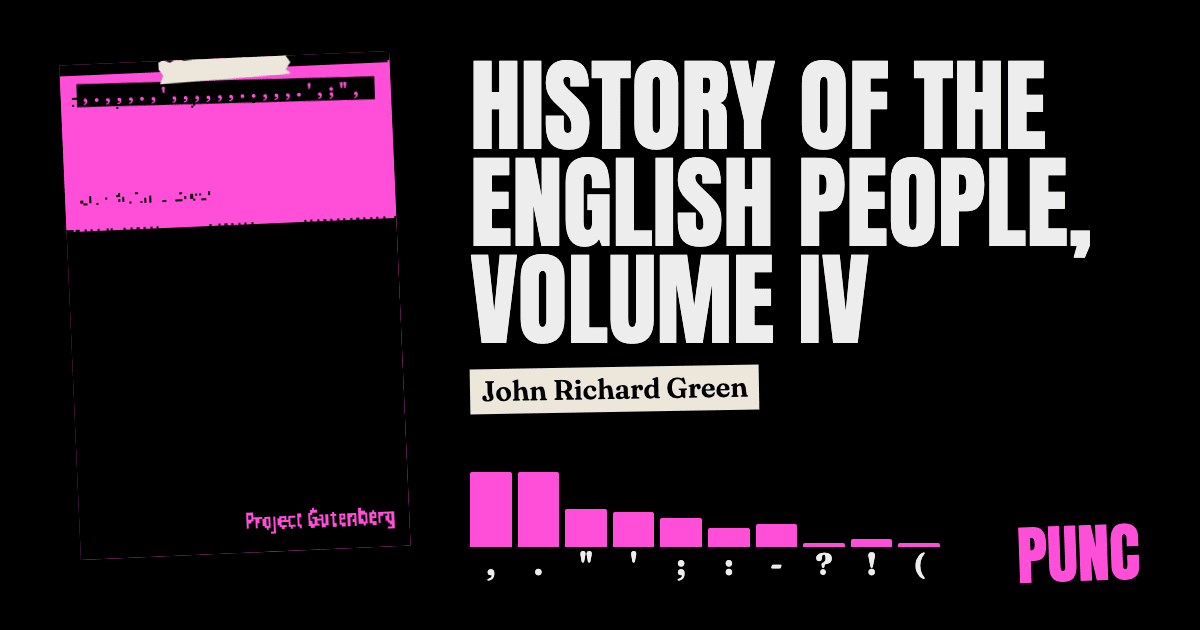 -,.,,,.,',,,,,,..,,,.',;",
HISTORY OF THE
ENGLISH PEOPLE,
VOLUME IV
John Richard Green
, . " ' ; : - ? ! (
Project Gutenberg
PUNC